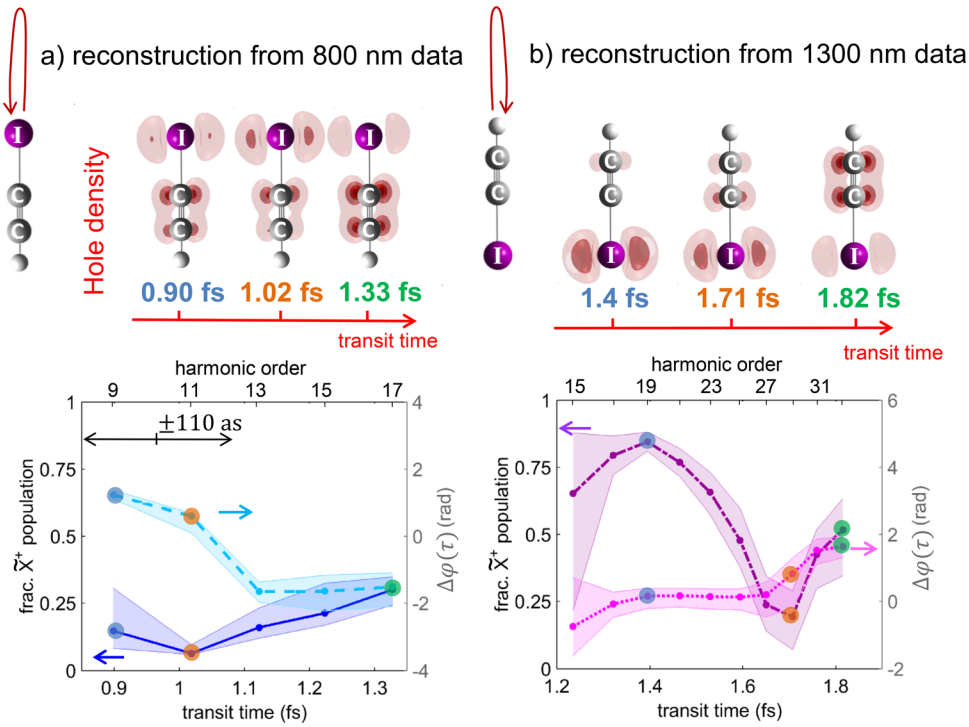 a) reconstruction from 800 nm data
b) reconstruction from 1300 nm data
Hole density
I
C
C
I
C
C
I
C
C
I
C
C
C
C
I
C
C
I
C
C
I
C
C
I
0.90 fs
1.02 fs
1.33 fs
transit time
1.4 fs
1.71 fs
1.82 fs
transit time
harmonic order
9
11
13
15
17
1
0.75
0.5
0.25
0
frac. X̃⁺ population
±110 as
4
2
0
-2
-4
Δφ(τ) (rad)
0.9
1
1.1
1.2
1.3
transit time (fs)
harmonic order
15
19
23
27
31
1
0.75
0.5
0.25
0
frac. X̃⁺ population
6
4
2
0
-2
Δφ(τ) (rad)
1.2
1.4
1.6
1.8
transit time (fs)